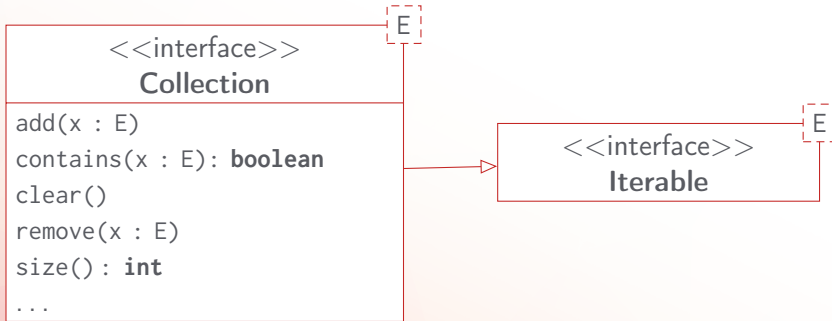 E
<<interface>>
Collection
add(x : E)
contains(x : E): boolean
clear()
remove(x : E)
size() : int
...
E
<<interface>>
Iterable